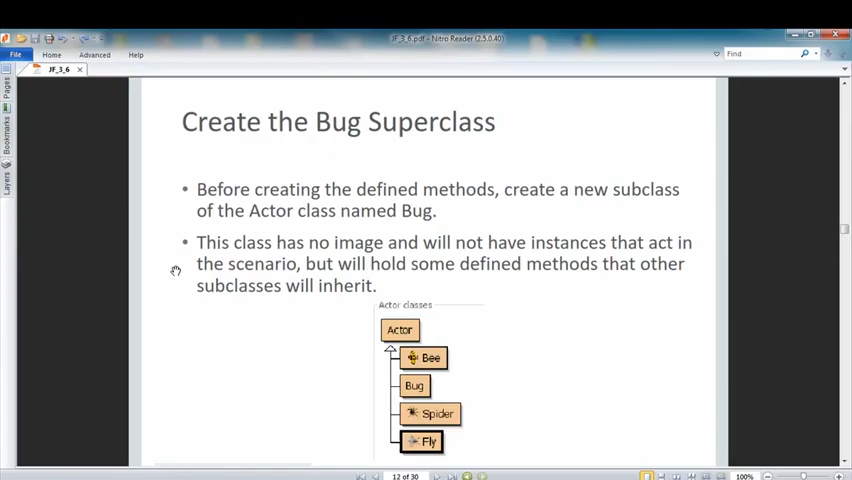 JF_3_6.pdf - Nitro Reader (2.5.0.40)
File Home Advanced Help
Find
JF_3_6
Pages
Bookmarks
Layers
Create the Bug Superclass
• Before creating the defined methods, create a new subclass
of the Actor class named Bug.
• This class has no image and will not have instances that act in
the scenario, but will hold some defined methods that other
subclasses will inherit.
Actor classes
Actor
Bee
Bug
Spider
Fly
12 of 30
100%